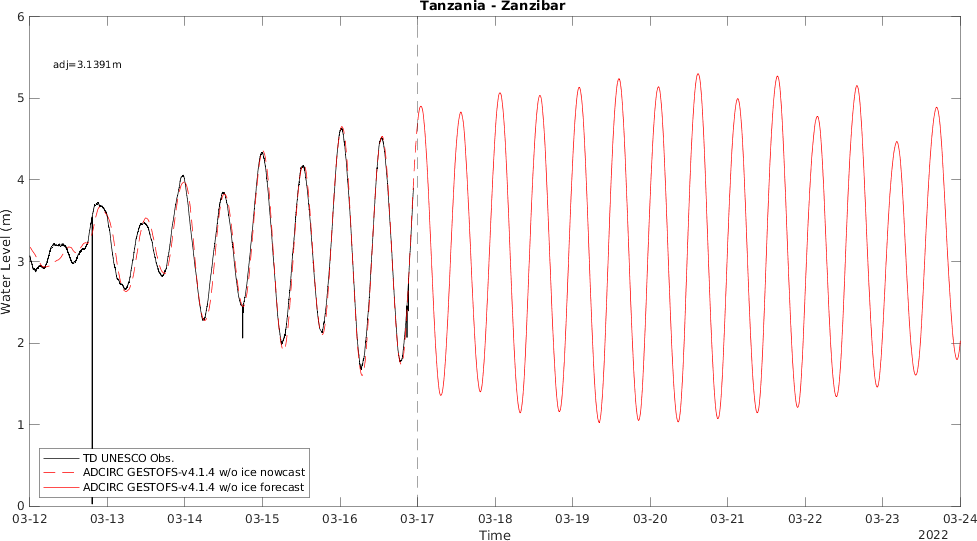 Tanzania - Zanzibar
adj=3.1391m
Water Level (m)
6
5
4
3
2
1
0
TD UNESCO Obs.
ADCIRC GESTOFS-v4.1.4 w/o ice nowcast
ADCIRC GESTOFS-v4.1.4 w/o ice forecast
03-12 03-13 03-14 03-15 03-16 03-17 03-18 03-19 03-20 03-21 03-22 03-23 03-24
Time
2022